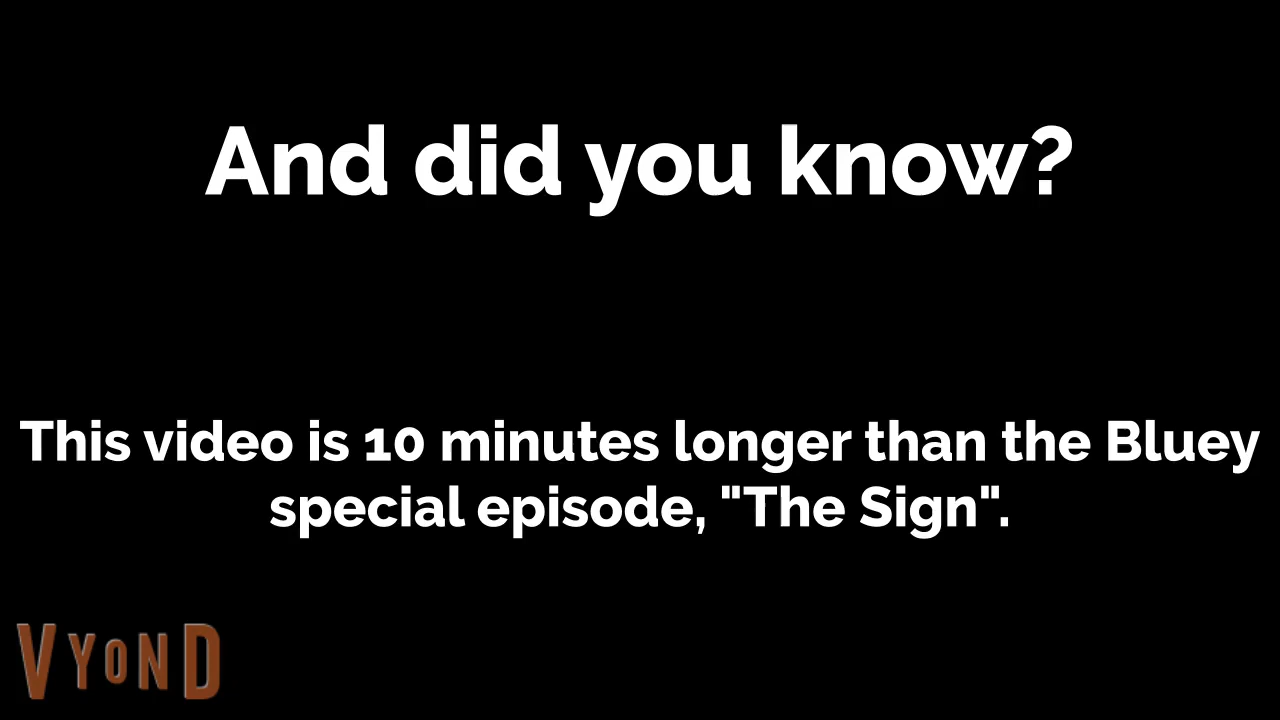 And did you know?
This video is 10 minutes longer than the Bluey
special episode, "The Sign".
VYOND